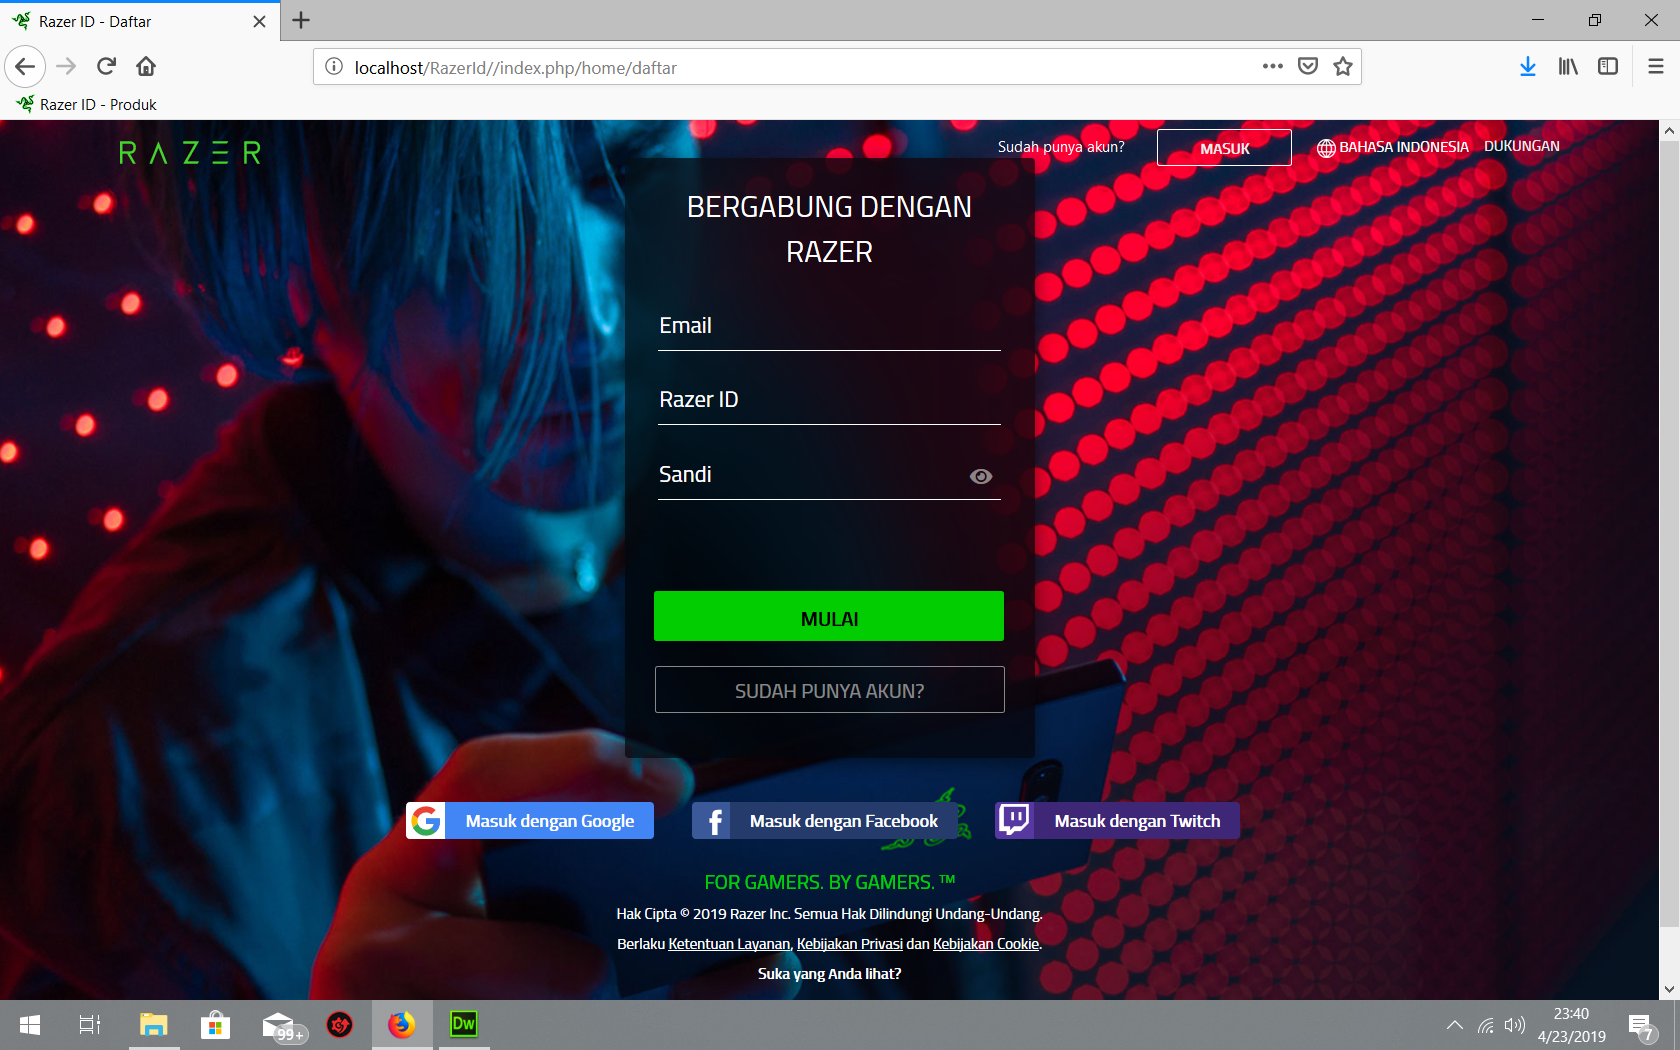 Razer ID - Daftar
localhost/RazerId//index.php/home/daftar
Razer ID - Produk
RAZER
Sudah punya akun?
MASUK
BAHASA INDONESIA
DUKUNGAN
BERGABUNG DENGAN
RAZER
Email
Razer ID
Sandi
MULAI
SUDAH PUNYA AKUN?
Masuk dengan Google
Masuk dengan Facebook
Masuk dengan Twitch
FOR GAMERS. BY GAMERS. ™
Hak Cipta © 2019 Razer Inc. Semua Hak Dilindungi Undang-Undang.
Berlaku Ketentuan Layanan, Kebijakan Privasi dan Kebijakan Cookie.
Suka yang Anda lihat?
99+
Dw
23:40
4/23/2019
7